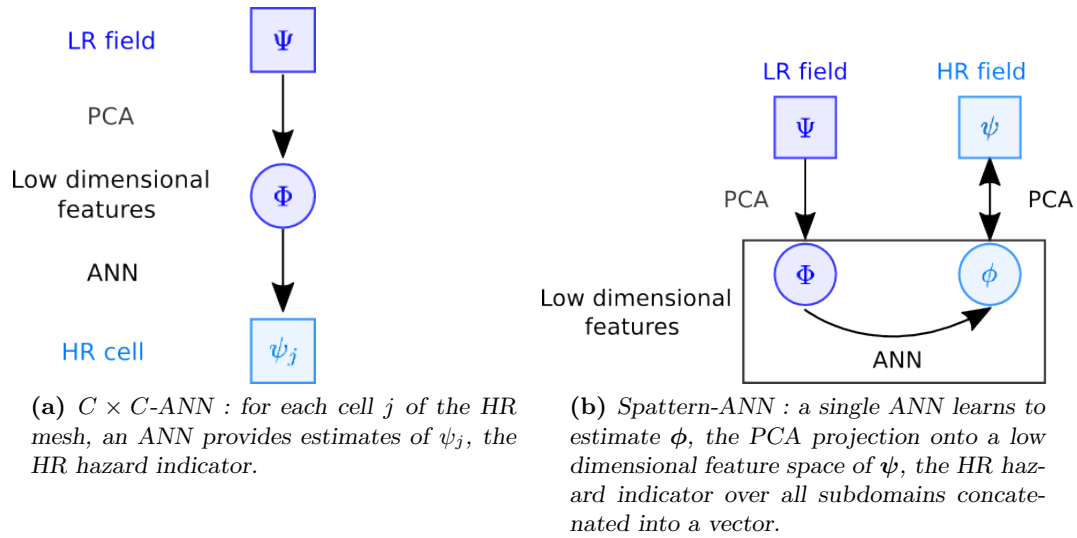 LR field
Ψ
PCA
Low dimensional
features
Φ
ANN
HR cell
ψj
(a) C × C-ANN : for each cell j of the HR
mesh, an ANN provides estimates of ψj, the
HR hazard indicator.
LR field
HR field
Ψ
ψ
PCA
PCA
Low dimensional
features
Φ
ϕ
ANN
(b) Spattern-ANN : a single ANN learns to
estimate ϕ, the PCA projection onto a low
dimensional feature space of ψ, the HR haz-
ard indicator over all subdomains concate-
nated into a vector.